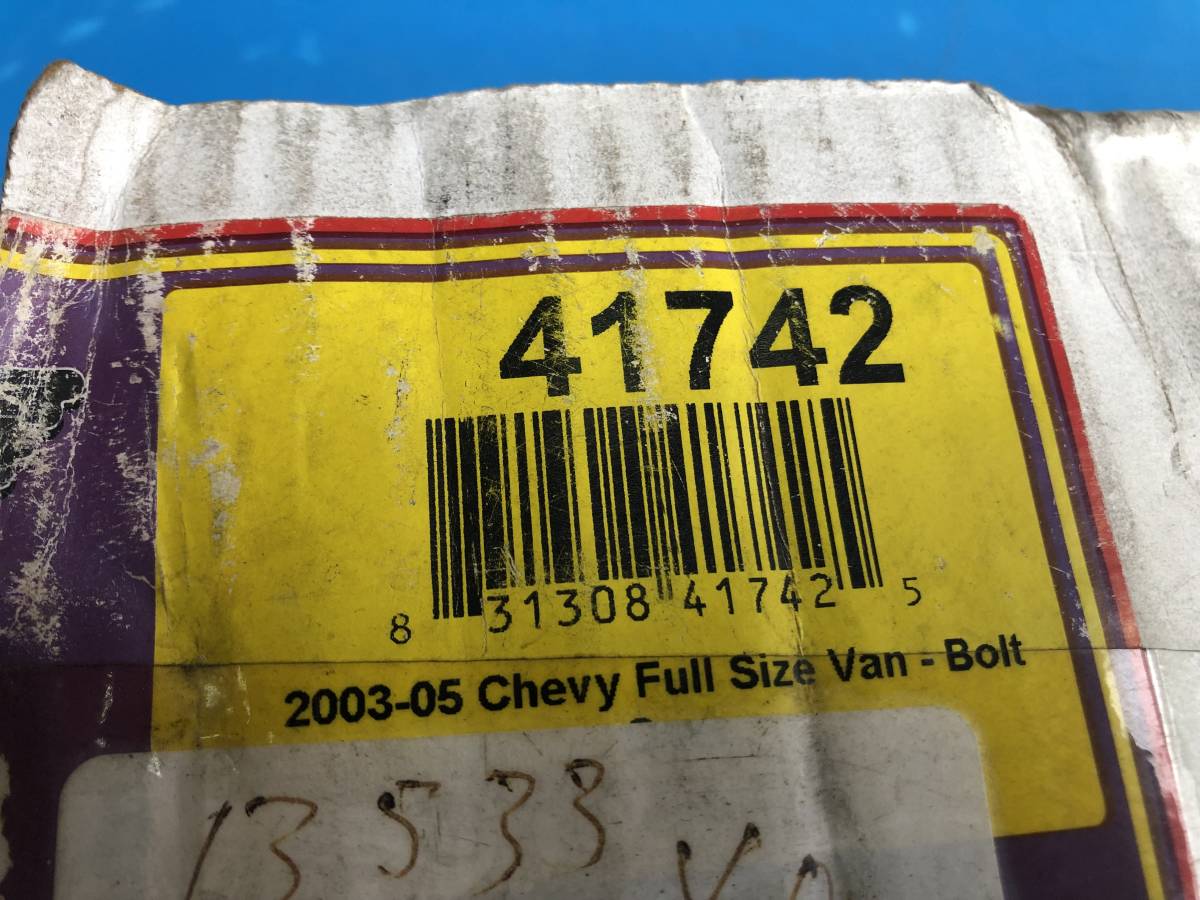 41742
8 31308 41742 5
2003-05 Chevy Full Size Van - Bolt
13533